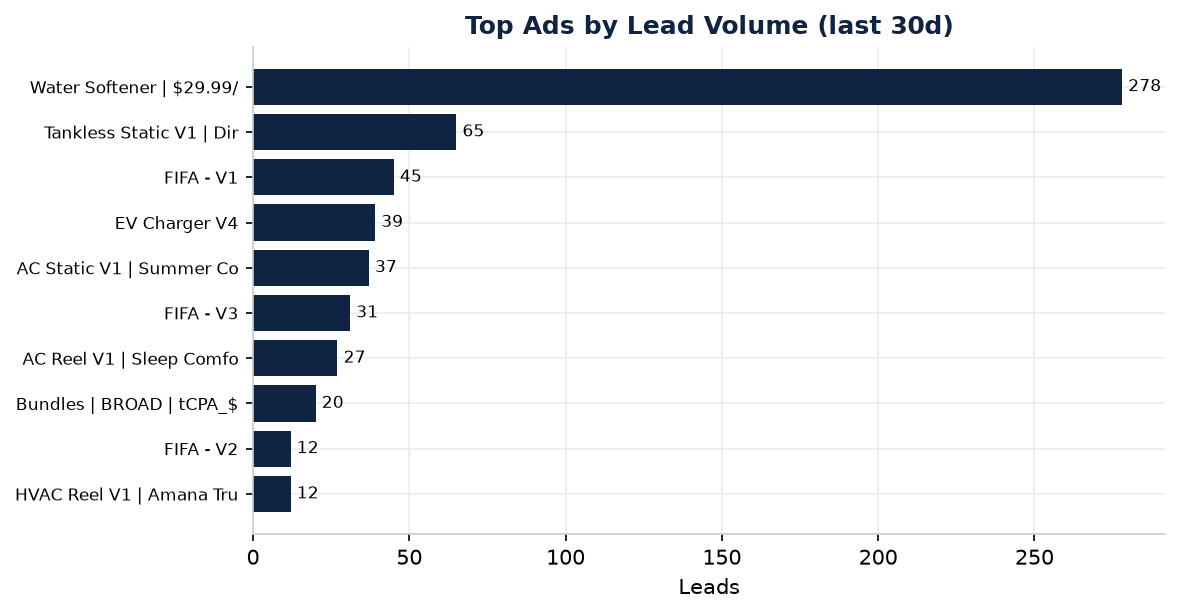 Top Ads by Lead Volume (last 30d)
Water Softener | $29.99/ 278
Tankless Static V1 | Dir 65
FIFA - V1 45
EV Charger V4 39
AC Static V1 | Summer Co 37
FIFA - V3 31
AC Reel V1 | Sleep Comfo 27
Bundles | BROAD | tCPA_$ 20
FIFA - V2 12
HVAC Reel V1 | Amana Tru 12
0 50 100 150 200 250
Leads